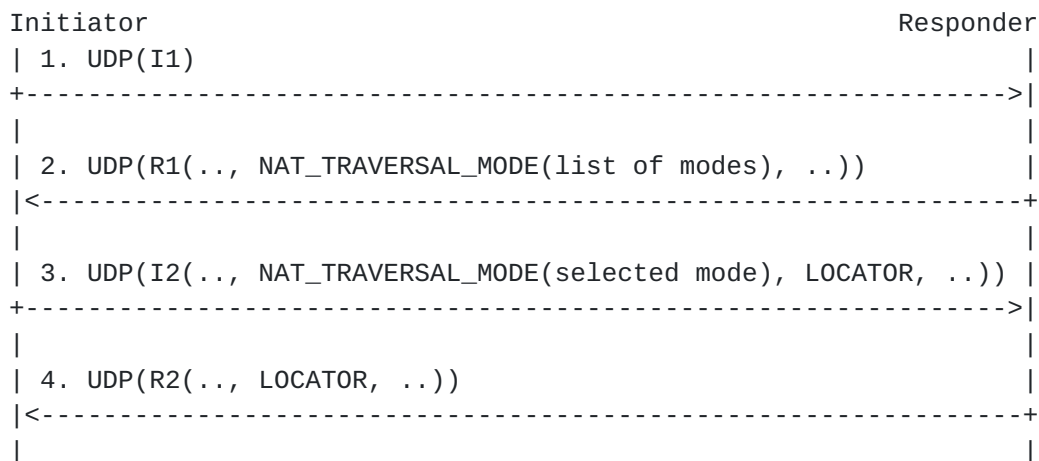 Initiator                                                Responder
| 1. UDP(I1)                                                     |
+--------------------------------------------------------------->|
|                                                                |
| 2. UDP(R1(.., NAT_TRAVERSAL_MODE(list of modes), ..))          |
|<---------------------------------------------------------------+
|                                                                |
| 3. UDP(I2(.., NAT_TRAVERSAL_MODE(selected mode), LOCATOR, ..)) |
+--------------------------------------------------------------->|
|                                                                |
| 4. UDP(R2(.., LOCATOR, ..))                                    |
|<---------------------------------------------------------------+
|                                                                |